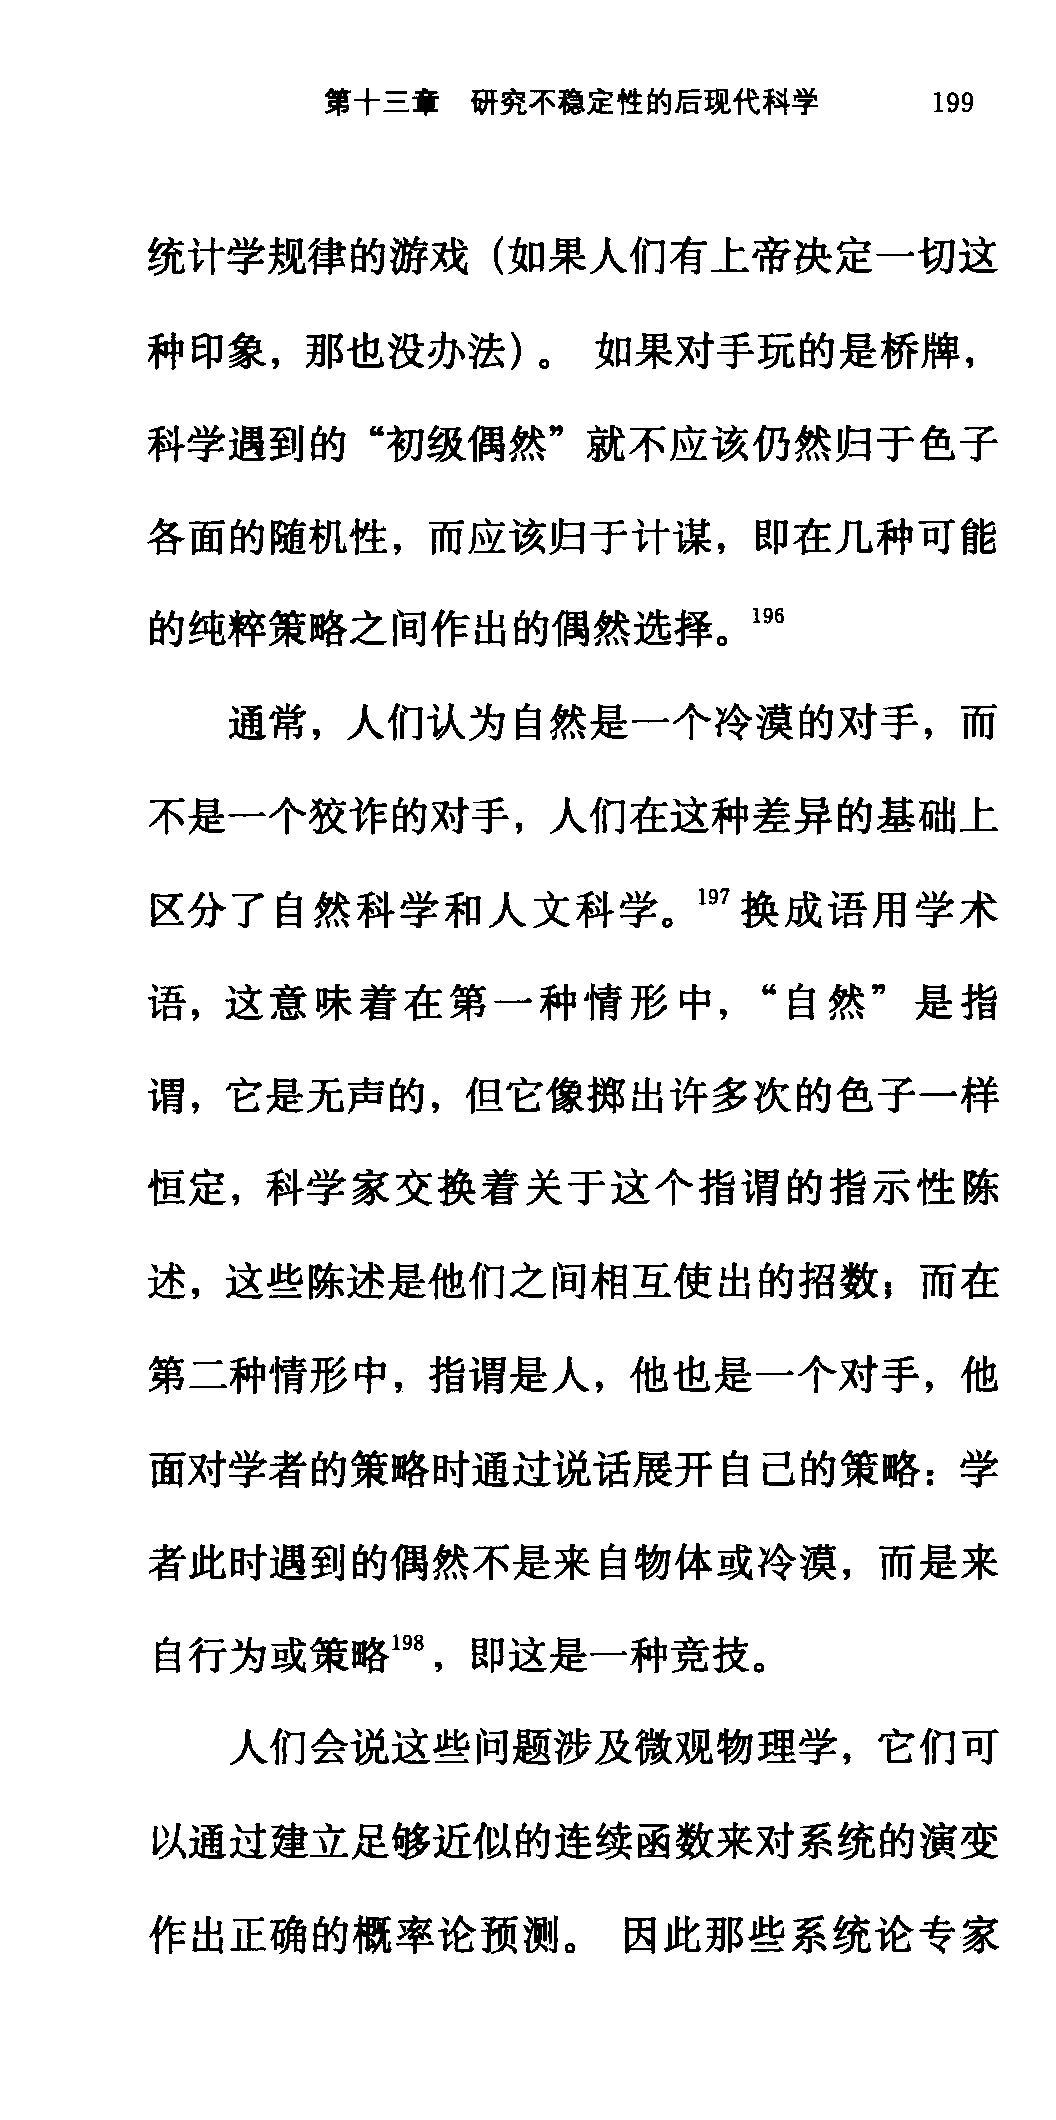 第十三章 研究不稳定性的后现代科学 199
统计学规律的游戏（如果人们有上帝决定一切这
种印象，那也没办法）。 如果对手玩的是桥牌，
科学遇到的“初级偶然”就不应该仍然归于色子
各面的随机性，而应该归于计谋，即在几种可能
的纯粹策略之间作出的偶然选择。196
通常，人们认为自然是一个冷漠的对手，而
不是一个狡诈的对手，人们在这种差异的基础上
区分了自然科学和人文科学。197换成语用学术
语，这意味着在第一种情形中，“自然”是指
谓，它是无声的，但它像掷出许多次的色子一样
恒定，科学家交换着关于这个指谓的指示性陈
述，这些陈述是他们之间相互使出的招数；而在
第二种情形中，指谓是人，他也是一个对手，他
面对学者的策略时通过说话展开自己的策略：学
者此时遇到的偶然不是来自物体或冷漠，而是来
自行为或策略198，即这是一种竞技。
人们会说这些问题涉及微观物理学，它们可
以通过建立足够近似的连续函数来对系统的演变
作出正确的概率论预测。 因此那些系统论专家